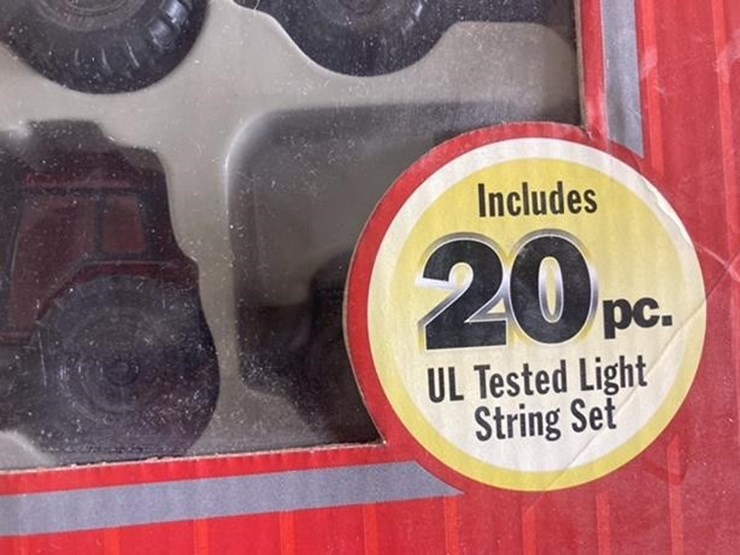 Includes
20 pc.
UL Tested Light
String Set